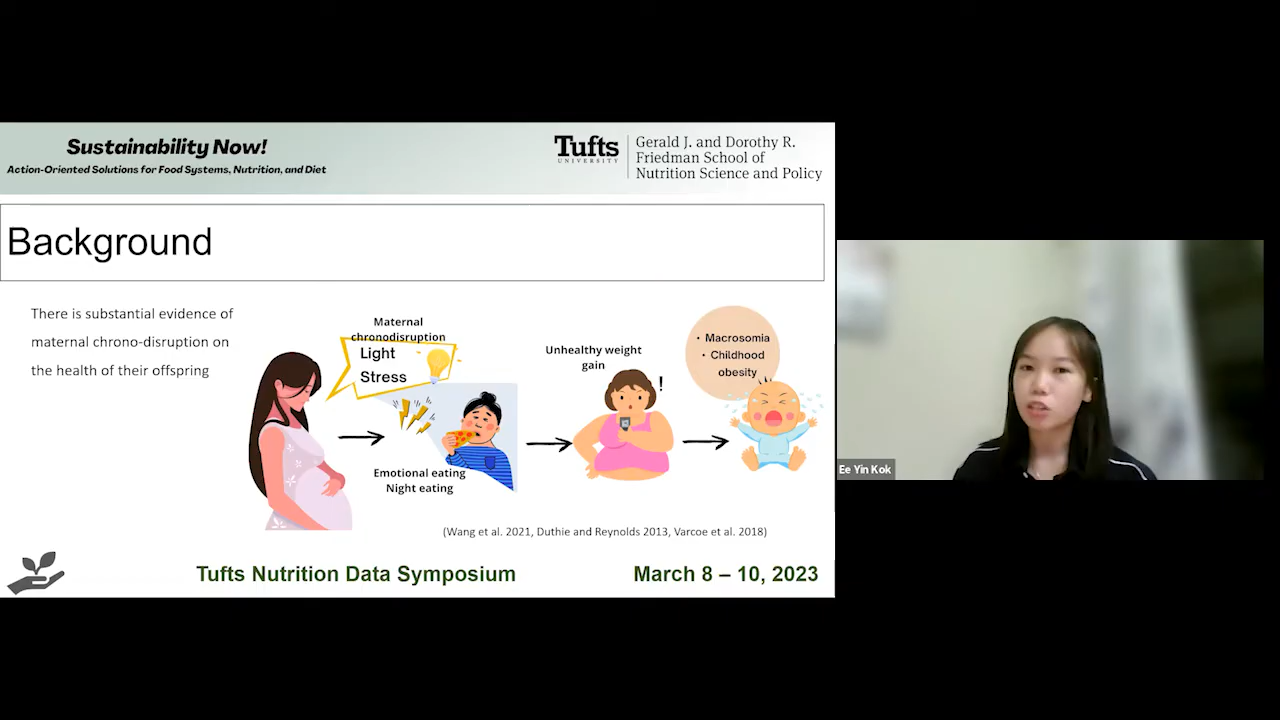 Sustainability Now!
Action-Oriented Solutions for Food Systems, Nutrition, and Diet
Tufts
UNIVERSITY
Gerald J. and Dorothy R.
Friedman School of
Nutrition Science and Policy
Background
There is substantial evidence of
maternal chrono-disruption on
the health of their offspring
Maternal
chronodisruption
Light
Stress
Emotional eating
Night eating
Unhealthy weight
gain
!
• Macrosomia
• Childhood
obesity
(Wang et al. 2021, Duthie and Reynolds 2013, Varcoe et al. 2018)
Tufts Nutrition Data Symposium
March 8 – 10, 2023
Ee Yin Kok